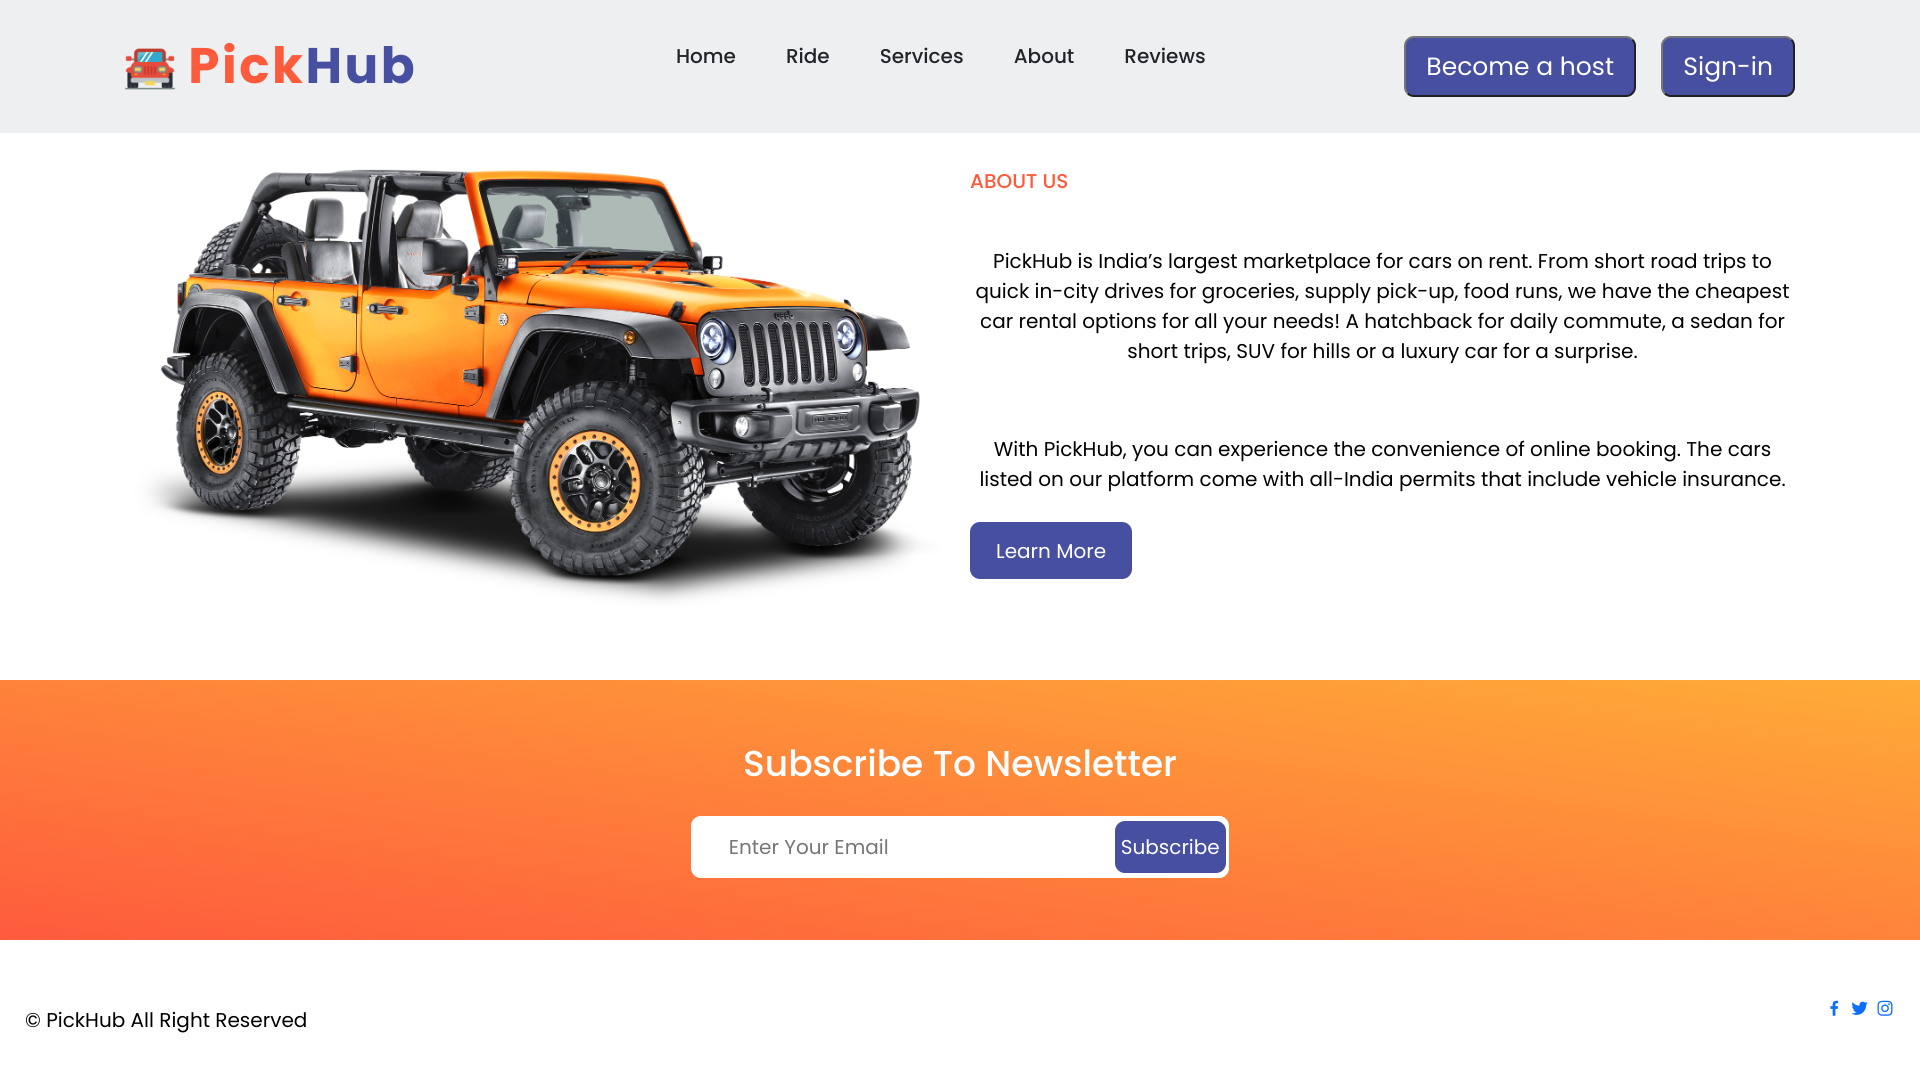 PickHub
Home
Ride
Services
About
Reviews
Become a host
Sign-in
ABOUT US
PickHub is India’s largest marketplace for cars on rent. From short road trips to
quick in-city drives for groceries, supply pick-up, food runs, we have the cheapest
car rental options for all your needs! A hatchback for daily commute, a sedan for
short trips, SUV for hills or a luxury car for a surprise.
With PickHub, you can experience the convenience of online booking. The cars
listed on our platform come with all-India permits that include vehicle insurance.
Learn More
Subscribe To Newsletter
Enter Your Email
Subscribe
© PickHub All Right Reserved